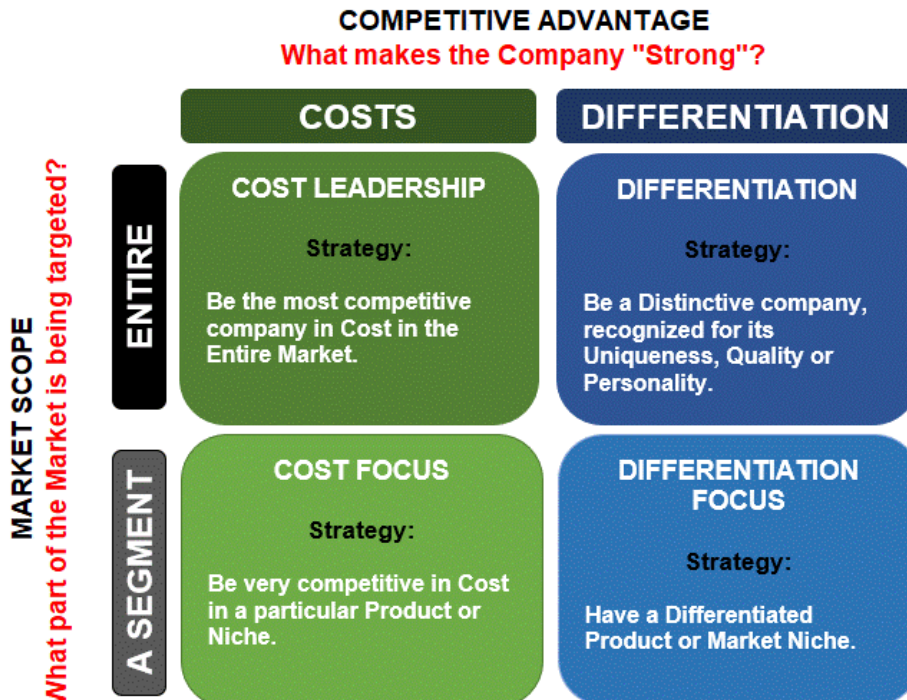 COMPETITIVE ADVANTAGE
What makes the Company "Strong"?
COSTS
DIFFERENTIATION
MARKET SCOPE
What part of the Market is being targeted?
ENTIRE
COST LEADERSHIP
Strategy:
Be the most competitive
company in Cost in the
Entire Market.
DIFFERENTIATION
Strategy:
Be a Distinctive company,
recognized for its
Uniqueness, Quality or
Personality.
A SEGMENT
COST FOCUS
Strategy:
Be very competitive in Cost
in a particular Product or
Niche.
DIFFERENTIATION
FOCUS
Strategy:
Have a Differentiated
Product or Market Niche.